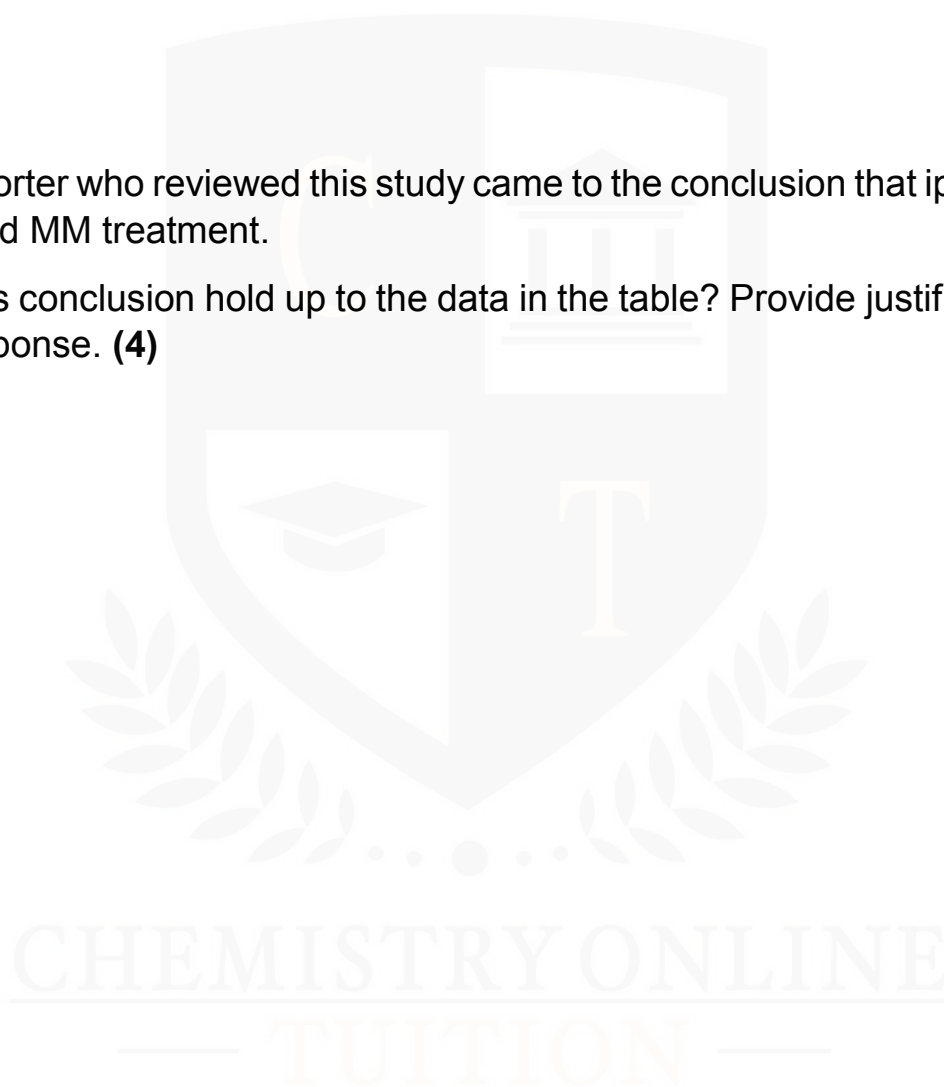 orter who reviewed this study came to the conclusion that ip
d MM treatment.
s conclusion hold up to the data in the table? Provide justif
ponse. (4)
C
T
CHEMISTRY ONLINE
TUITION